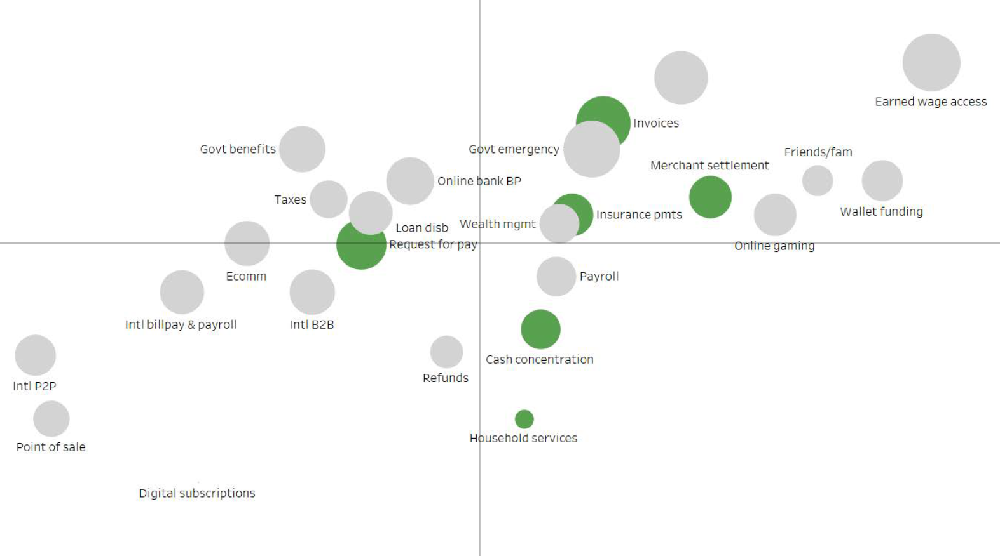 Earned wage access
Invoices
Govt benefits
Govt emergency
Friends/fam
Merchant settlement
Online bank BP
Taxes
Wallet funding
Insurance pmts
Wealth mgmt
Loan disb
Request for pay
Online gaming
Ecomm
Payroll
Intl billpay & payroll
Intl B2B
Cash concentration
Refunds
Intl P2P
Household services
Point of sale
Digital subscriptions